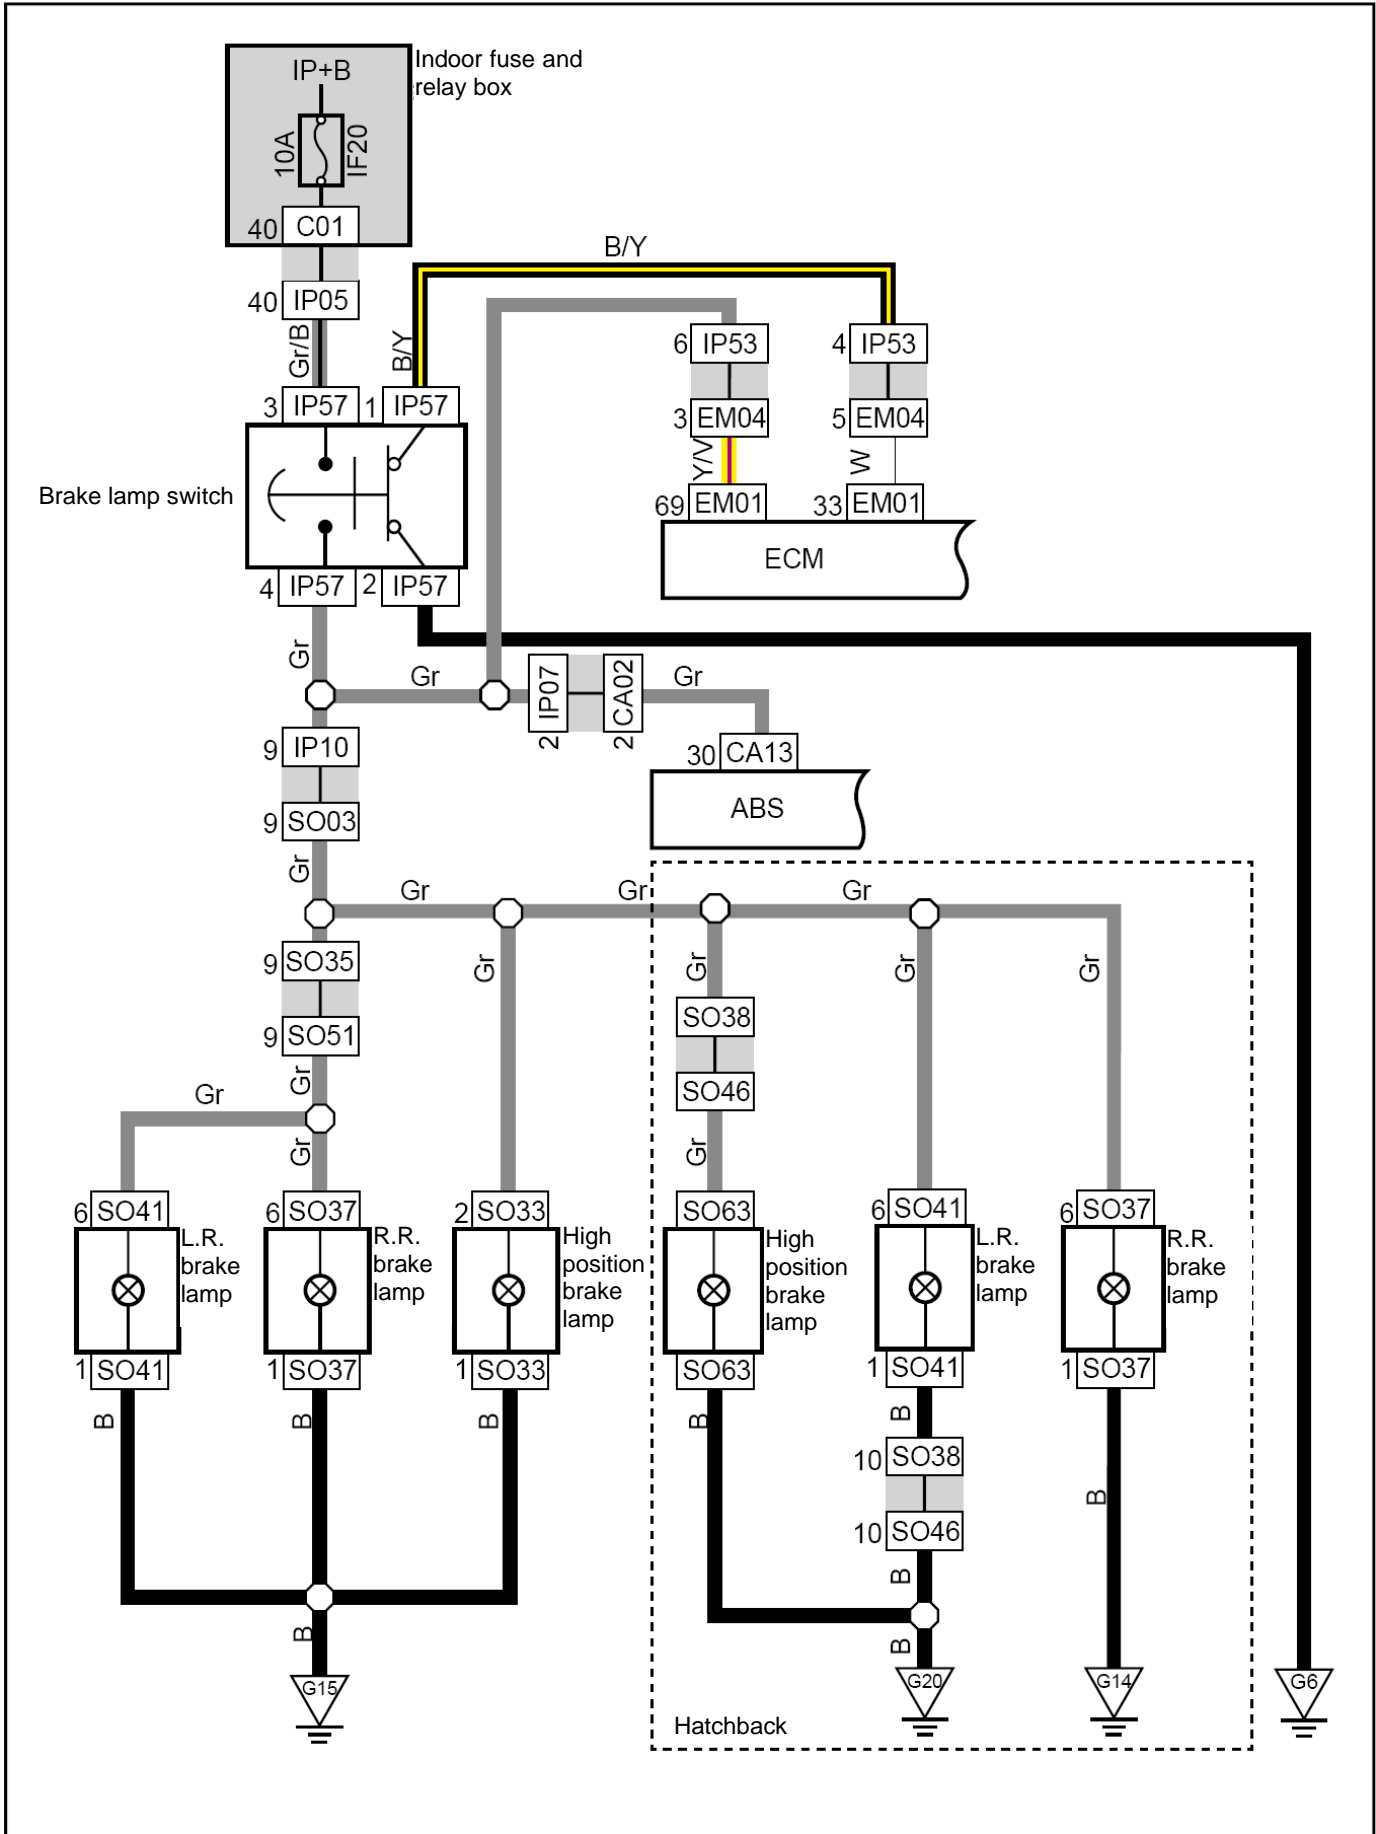 Indoor fuse and
relay box
IP+B
10A
IF20
40 C01
B/Y
40 IP05
Gr/B
B/Y
6 IP53
4 IP53
3 IP57
1 IP57
3 EM04
5 EM04
Y/V
W
Brake lamp switch
69 EM01
33 EM01
ECM
4 IP57
2 IP57
Gr
Gr
IP07
2
CA02
2
Gr
9 IP10
30 CA13
ABS
9 SO03
Gr
Gr
Gr
Gr
9 SO35
Gr
Gr
Gr
Gr
SO38
9 SO51
Gr
SO46
Gr
Gr
Gr
6 SO41
6 SO37
2 SO33
SO63
6 SO41
6 SO37
L.R.
brake
lamp
R.R.
brake
lamp
High
position
brake
lamp
High
position
brake
lamp
L.R.
brake
lamp
R.R.
brake
lamp
1 SO41
1 SO37
1 SO33
SO63
1 SO41
1 SO37
B
B
B
B
B
10 SO38
B
10 SO46
B
B
B
G15
G20
G14
G6
Hatchback